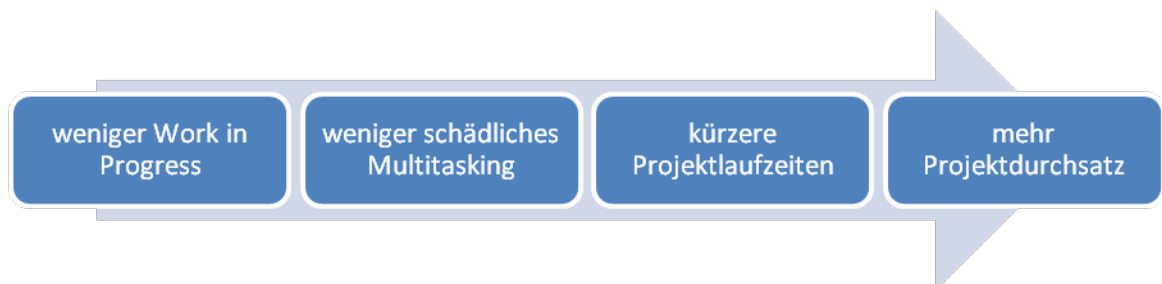 weniger Work in
Progress
weniger schädliches
Multitasking
kürzere
Projektlaufzeiten
mehr
Projektdurchsatz